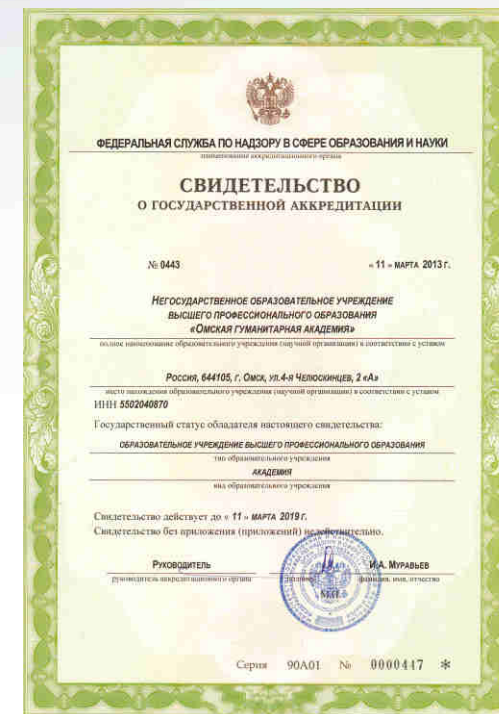 ФЕДЕРАЛЬНАЯ СЛУЖБА ПО НАДЗОРУ В СФЕРЕ ОБРАЗОВАНИЯ И НАУКИ
наименование аккредитационного органа
СВИДЕТЕЛЬСТВО
О ГОСУДАРСТВЕННОЙ АККРЕДИТАЦИИ
№ 0443 « 11 » МАРТА 2013 г.
НЕГОСУДАРСТВЕННОЕ ОБРАЗОВАТЕЛЬНОЕ УЧРЕЖДЕНИЕ
ВЫСШЕГО ПРОФЕССИОНАЛЬНОГО ОБРАЗОВАНИЯ
«ОМСКАЯ ГУМАНИТАРНАЯ АКАДЕМИЯ»
полное наименование образовательного учреждения (научной организации) в соответствии с уставом
РОССИЯ, 644105, Г. ОМСК, УЛ.4-Я ЧЕЛЮСКИНЦЕВ, 2 «А»
место нахождения образовательного учреждения (научной организации) в соответствии с уставом
ИНН 5502040870
Государственный статус обладателя настоящего свидетельства:
ОБРАЗОВАТЕЛЬНОЕ УЧРЕЖДЕНИЕ ВЫСШЕГО ПРОФЕССИОНАЛЬНОГО ОБРАЗОВАНИЯ
тип образовательного учреждения
АКАДЕМИЯ
вид образовательного учреждения
Свидетельство действует до « 11 » МАРТА 2019 г.
Свидетельство без приложения (приложений) недействительно.
РУКОВОДИТЕЛЬ И.А. МУРАВЬЕВ
руководитель аккредитационного органа подпись фамилия, имя, отчество
Серия 90А01 № 0000447 *